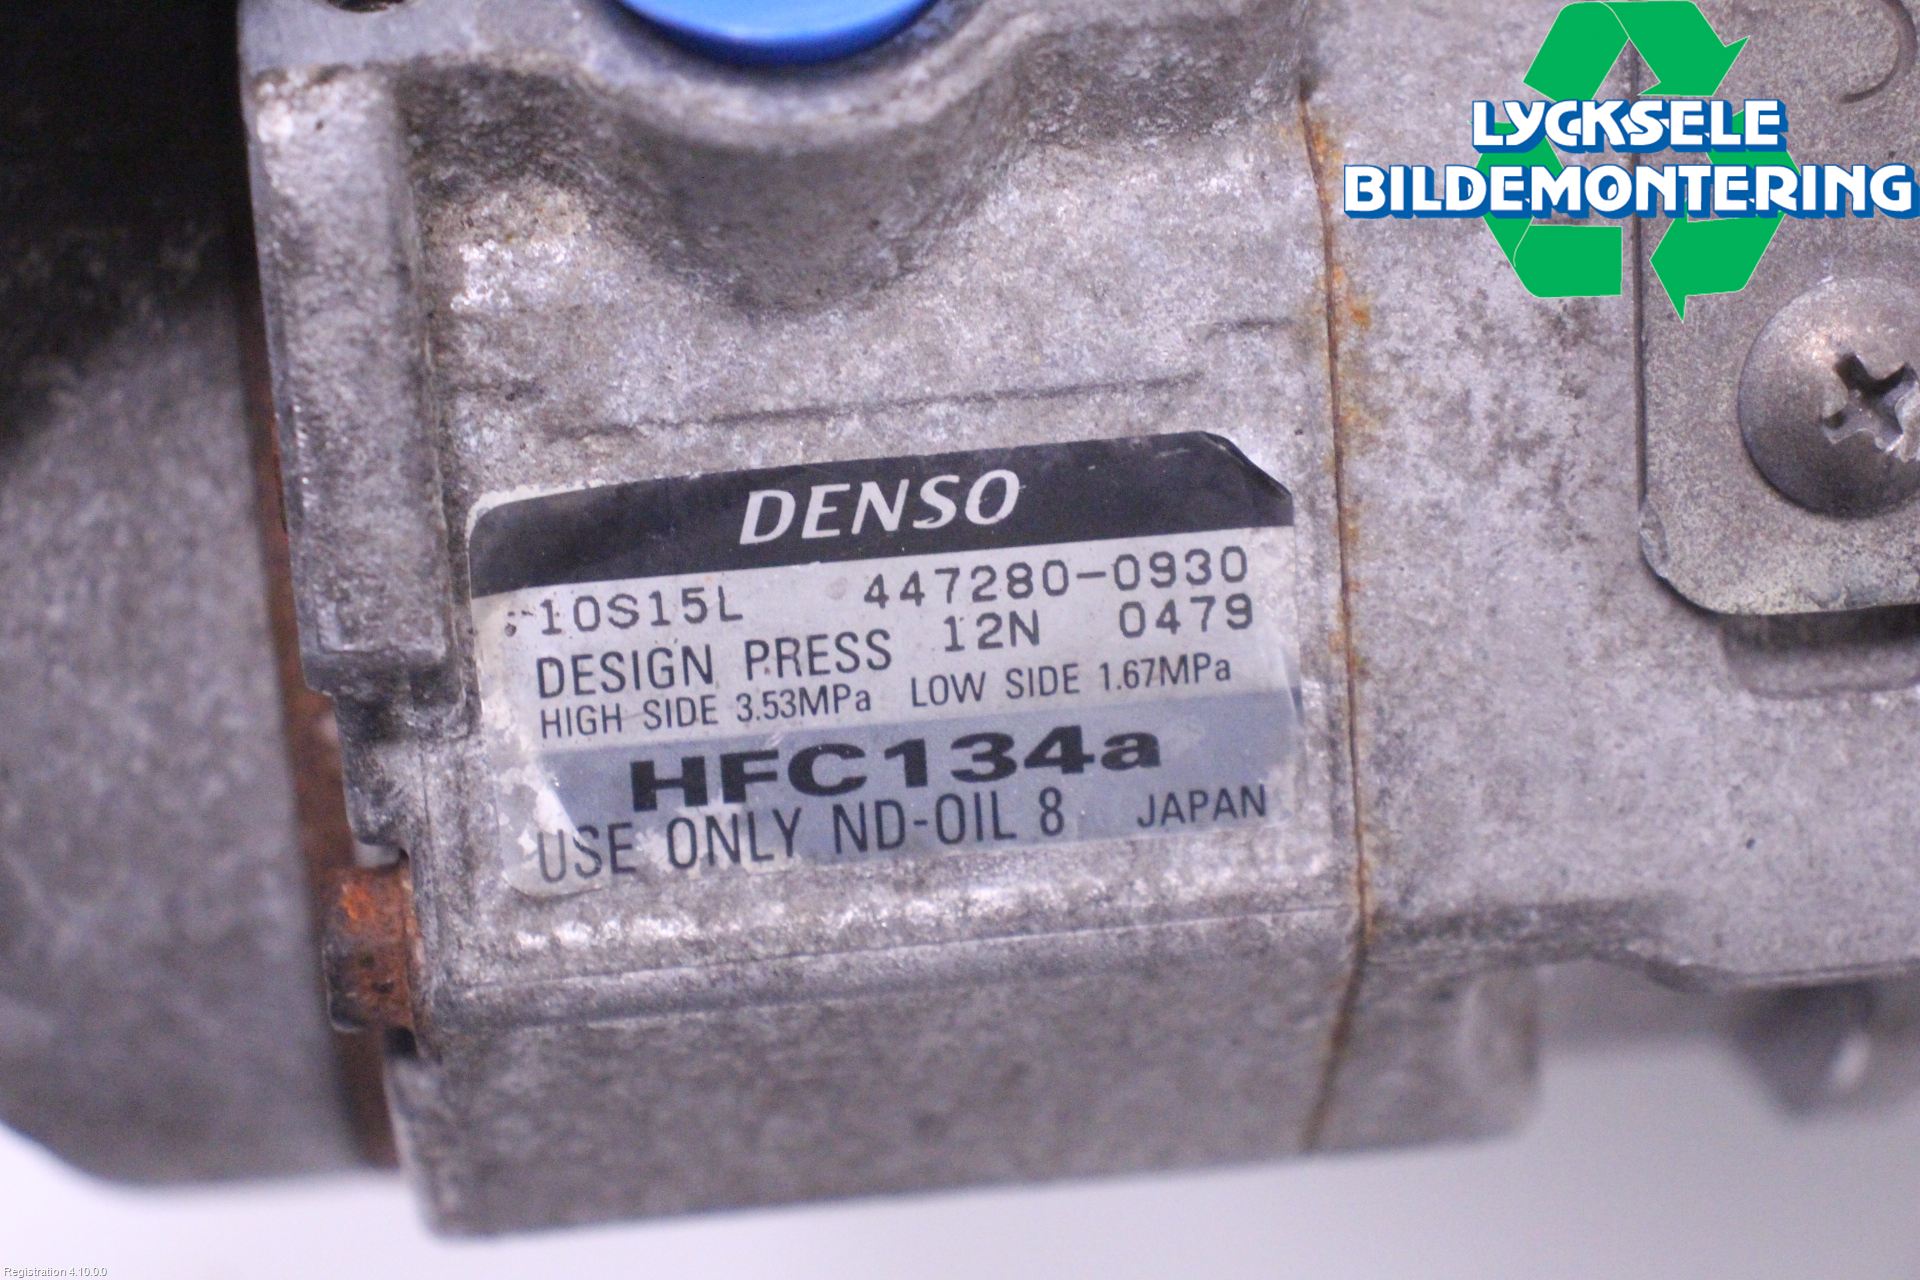 LYCKSELE
BILDEMONTERING
DENSO
10S15L 447280-0930
12N 0479
DESIGN PRESS
HIGH SIDE 3.53MPa LOW SIDE 1.67MPa
HFC134a
USE ONLY ND-OIL 8 JAPAN
Registration 4.10.0.0